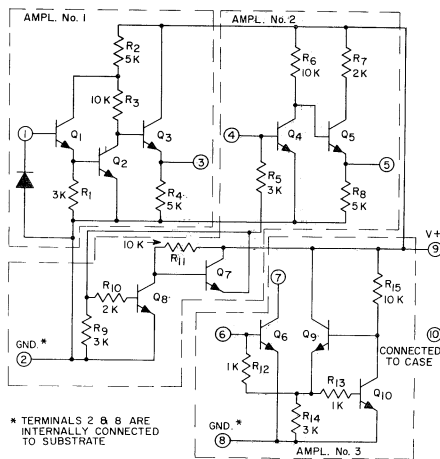 AMPL. No. 1
AMPL. No. 2
R2
5K
R6
10K
R7
2K
10K
R3
1
Q1
Q2
Q3
3
4
Q4
Q5
5
3K
R1
R4
5K
R5
3K
R8
5K
10K
R11
V+
9
R10
2K
Q8
Q7
7
R15
10K
R9
3K
GND.*
2
6
Q6
Q9
10
CONNECTED
TO CASE
1K
R12
R13
1K
Q10
R14
3K
GND.*
8
* TERMINALS 2 & 8 ARE
INTERNALLY CONNECTED
TO SUBSTRATE
AMPL. No. 3